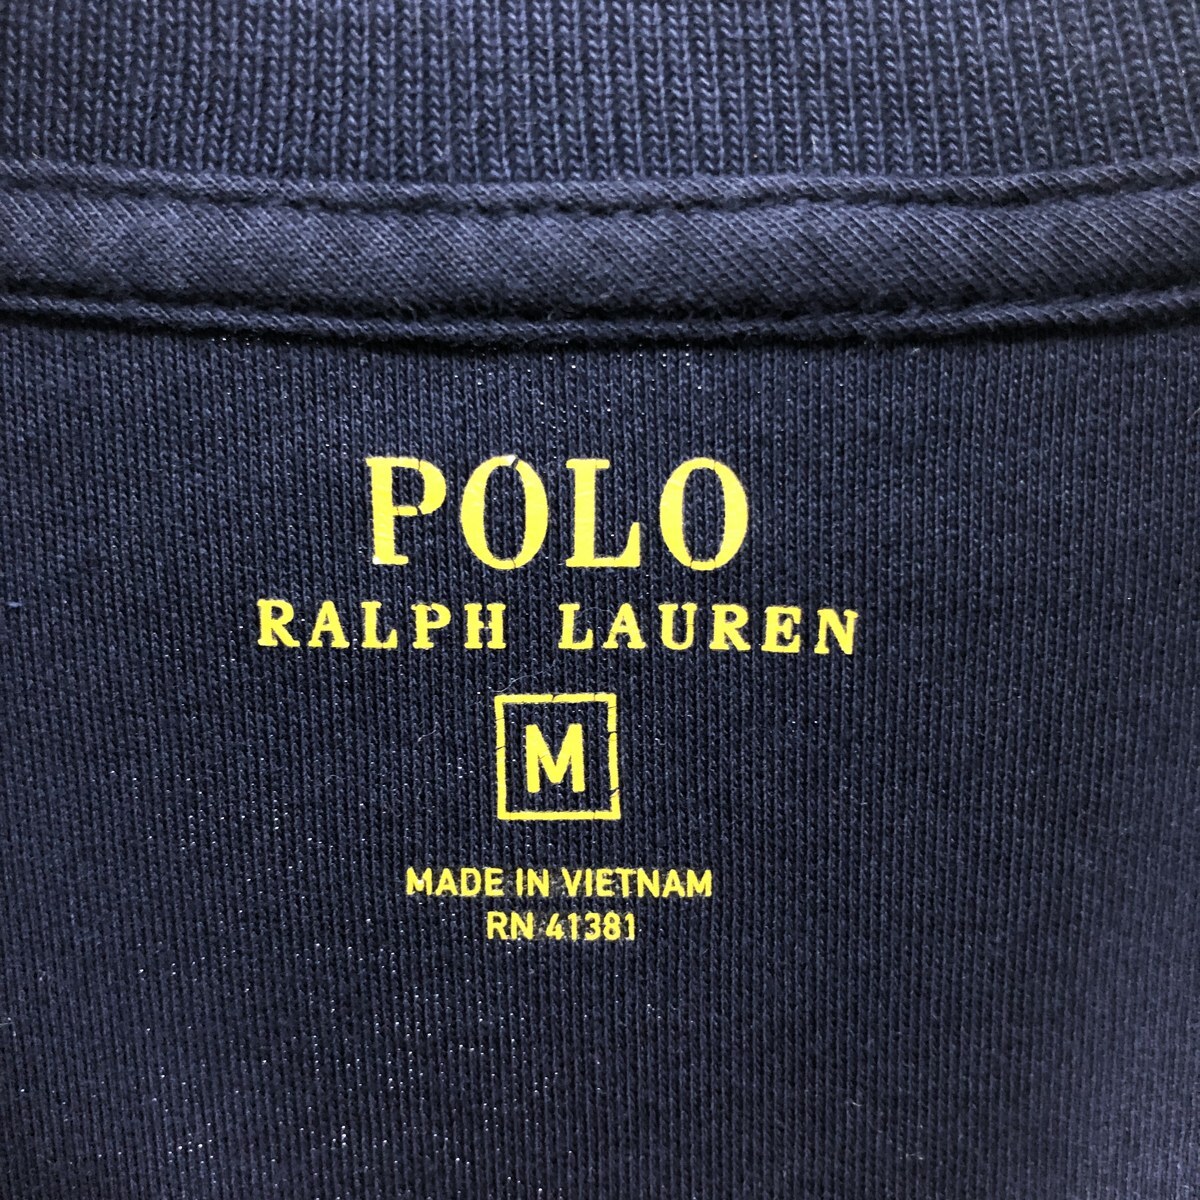 POLO
RALPH LAUREN
M
MADE IN VIETNAM
RN 41381